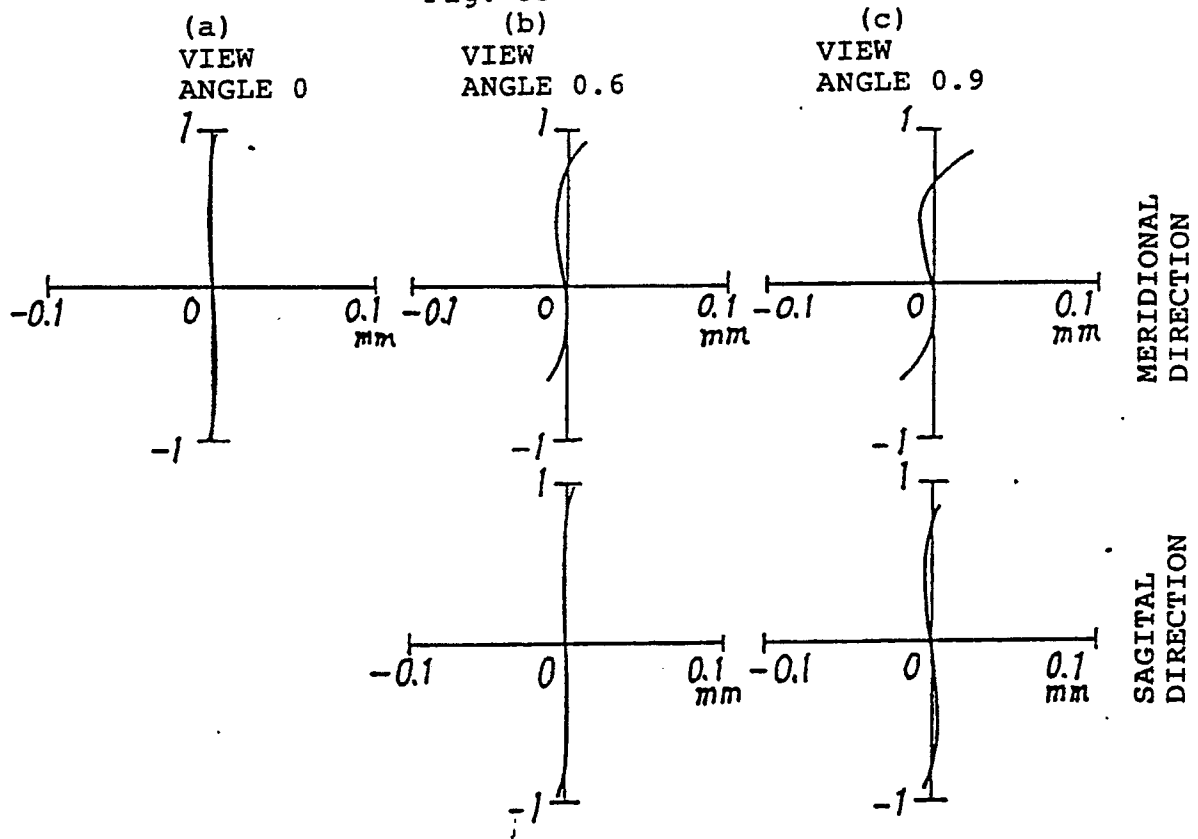 (a)
VIEW
ANGLE 0
(b)
VIEW
ANGLE 0.6
(c)
VIEW
ANGLE 0.9
1
-0.1
0
0.1
mm
-1
1
-0.1
0
0.1
mm
-1
1
-0.1
0
0.1
mm
-1
MERIDIONAL
DIRECTION
1
-0.1
0
0.1
mm
-1
1
-0.1
0
0.1
mm
-1
SAGITAL
DIRECTION